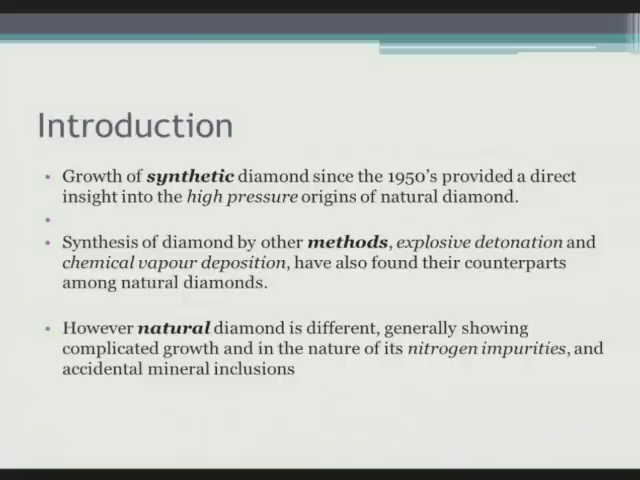 Introduction
• Growth of synthetic diamond since the 1950's provided a direct
insight into the high pressure origins of natural diamond.
•
• Synthesis of diamond by other methods, explosive detonation and
chemical vapour deposition, have also found their counterparts
among natural diamonds.
• However natural diamond is different, generally showing
complicated growth and in the nature of its nitrogen impurities, and
accidental mineral inclusions